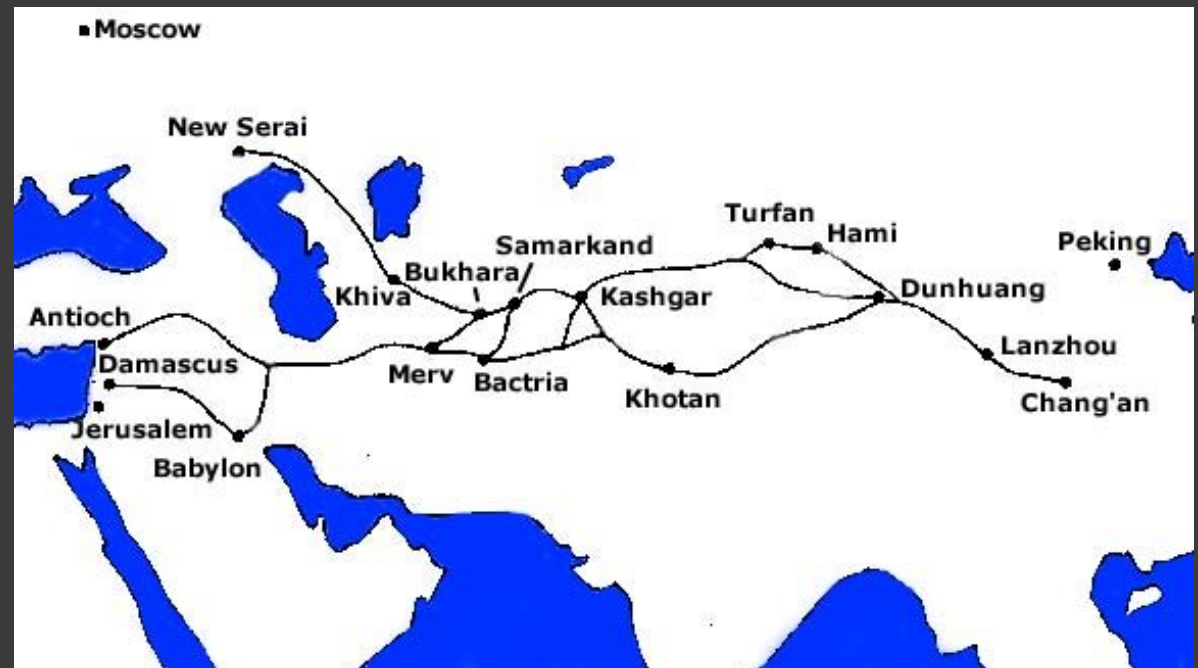 Moscow
New Serai
Turfan
Hami
Samarkand
Peking
Bukhara
Khiva
Kashgar
Dunhuang
Antioch
Damascus
Merv
Bactria
Khotan
Lanzhou
Chang'an
Jerusalem
Babylon